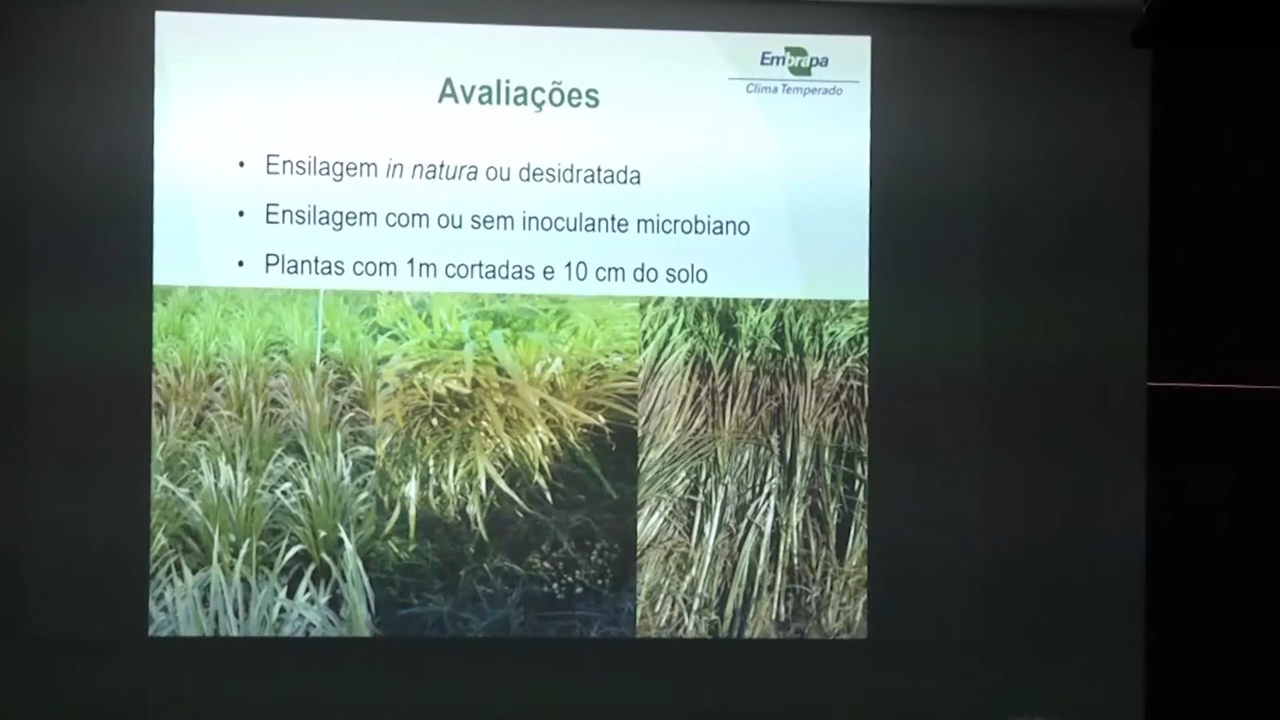 Embrapa
Clima Temperado
Avaliações
• Ensilagem in natura ou desidratada
• Ensilagem com ou sem inoculante microbiano
• Plantas com 1m cortadas e 10 cm do solo